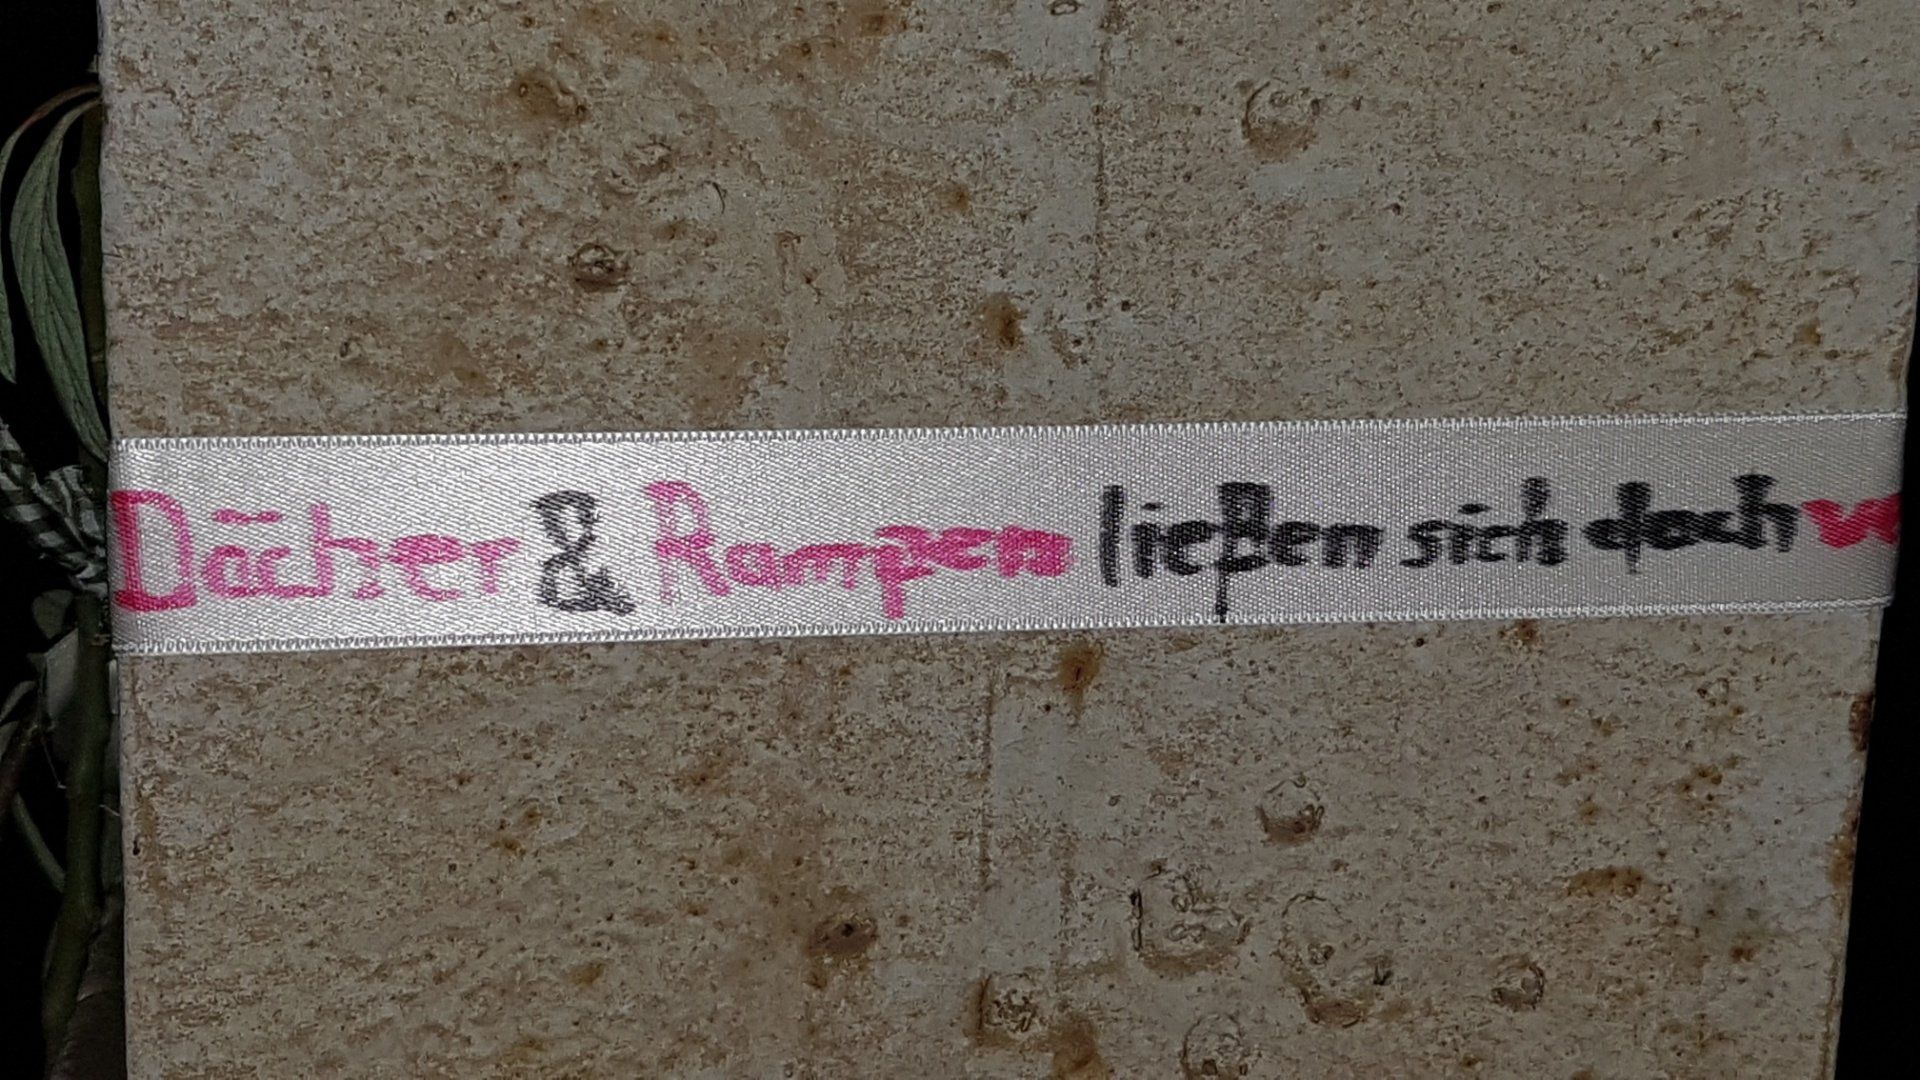 Dächer & Rampen ließen sich doch